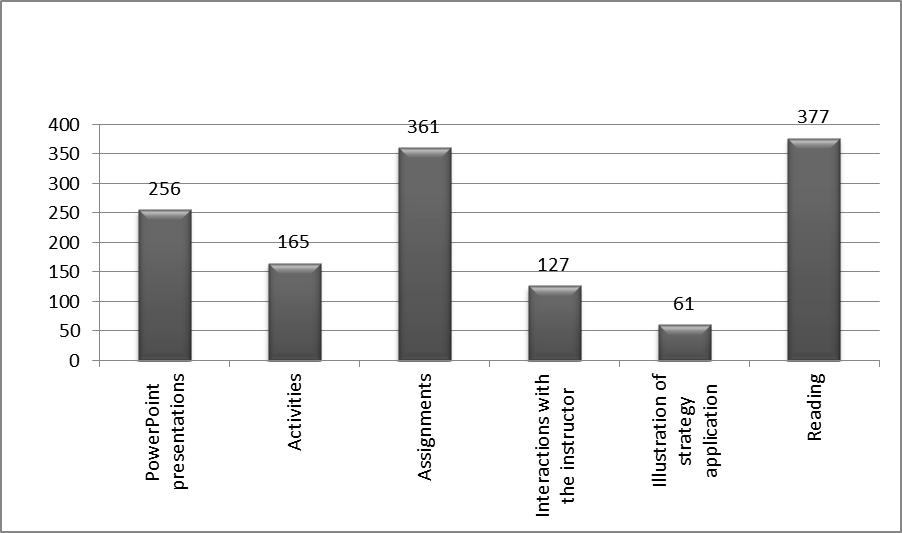 400
350
300
250
200
150
100
50
0
256
165
361
127
61
377
PowerPoint
presentations
Activities
Assignments
Interactions with
the instructor
Illustration of
strategy
application
Reading